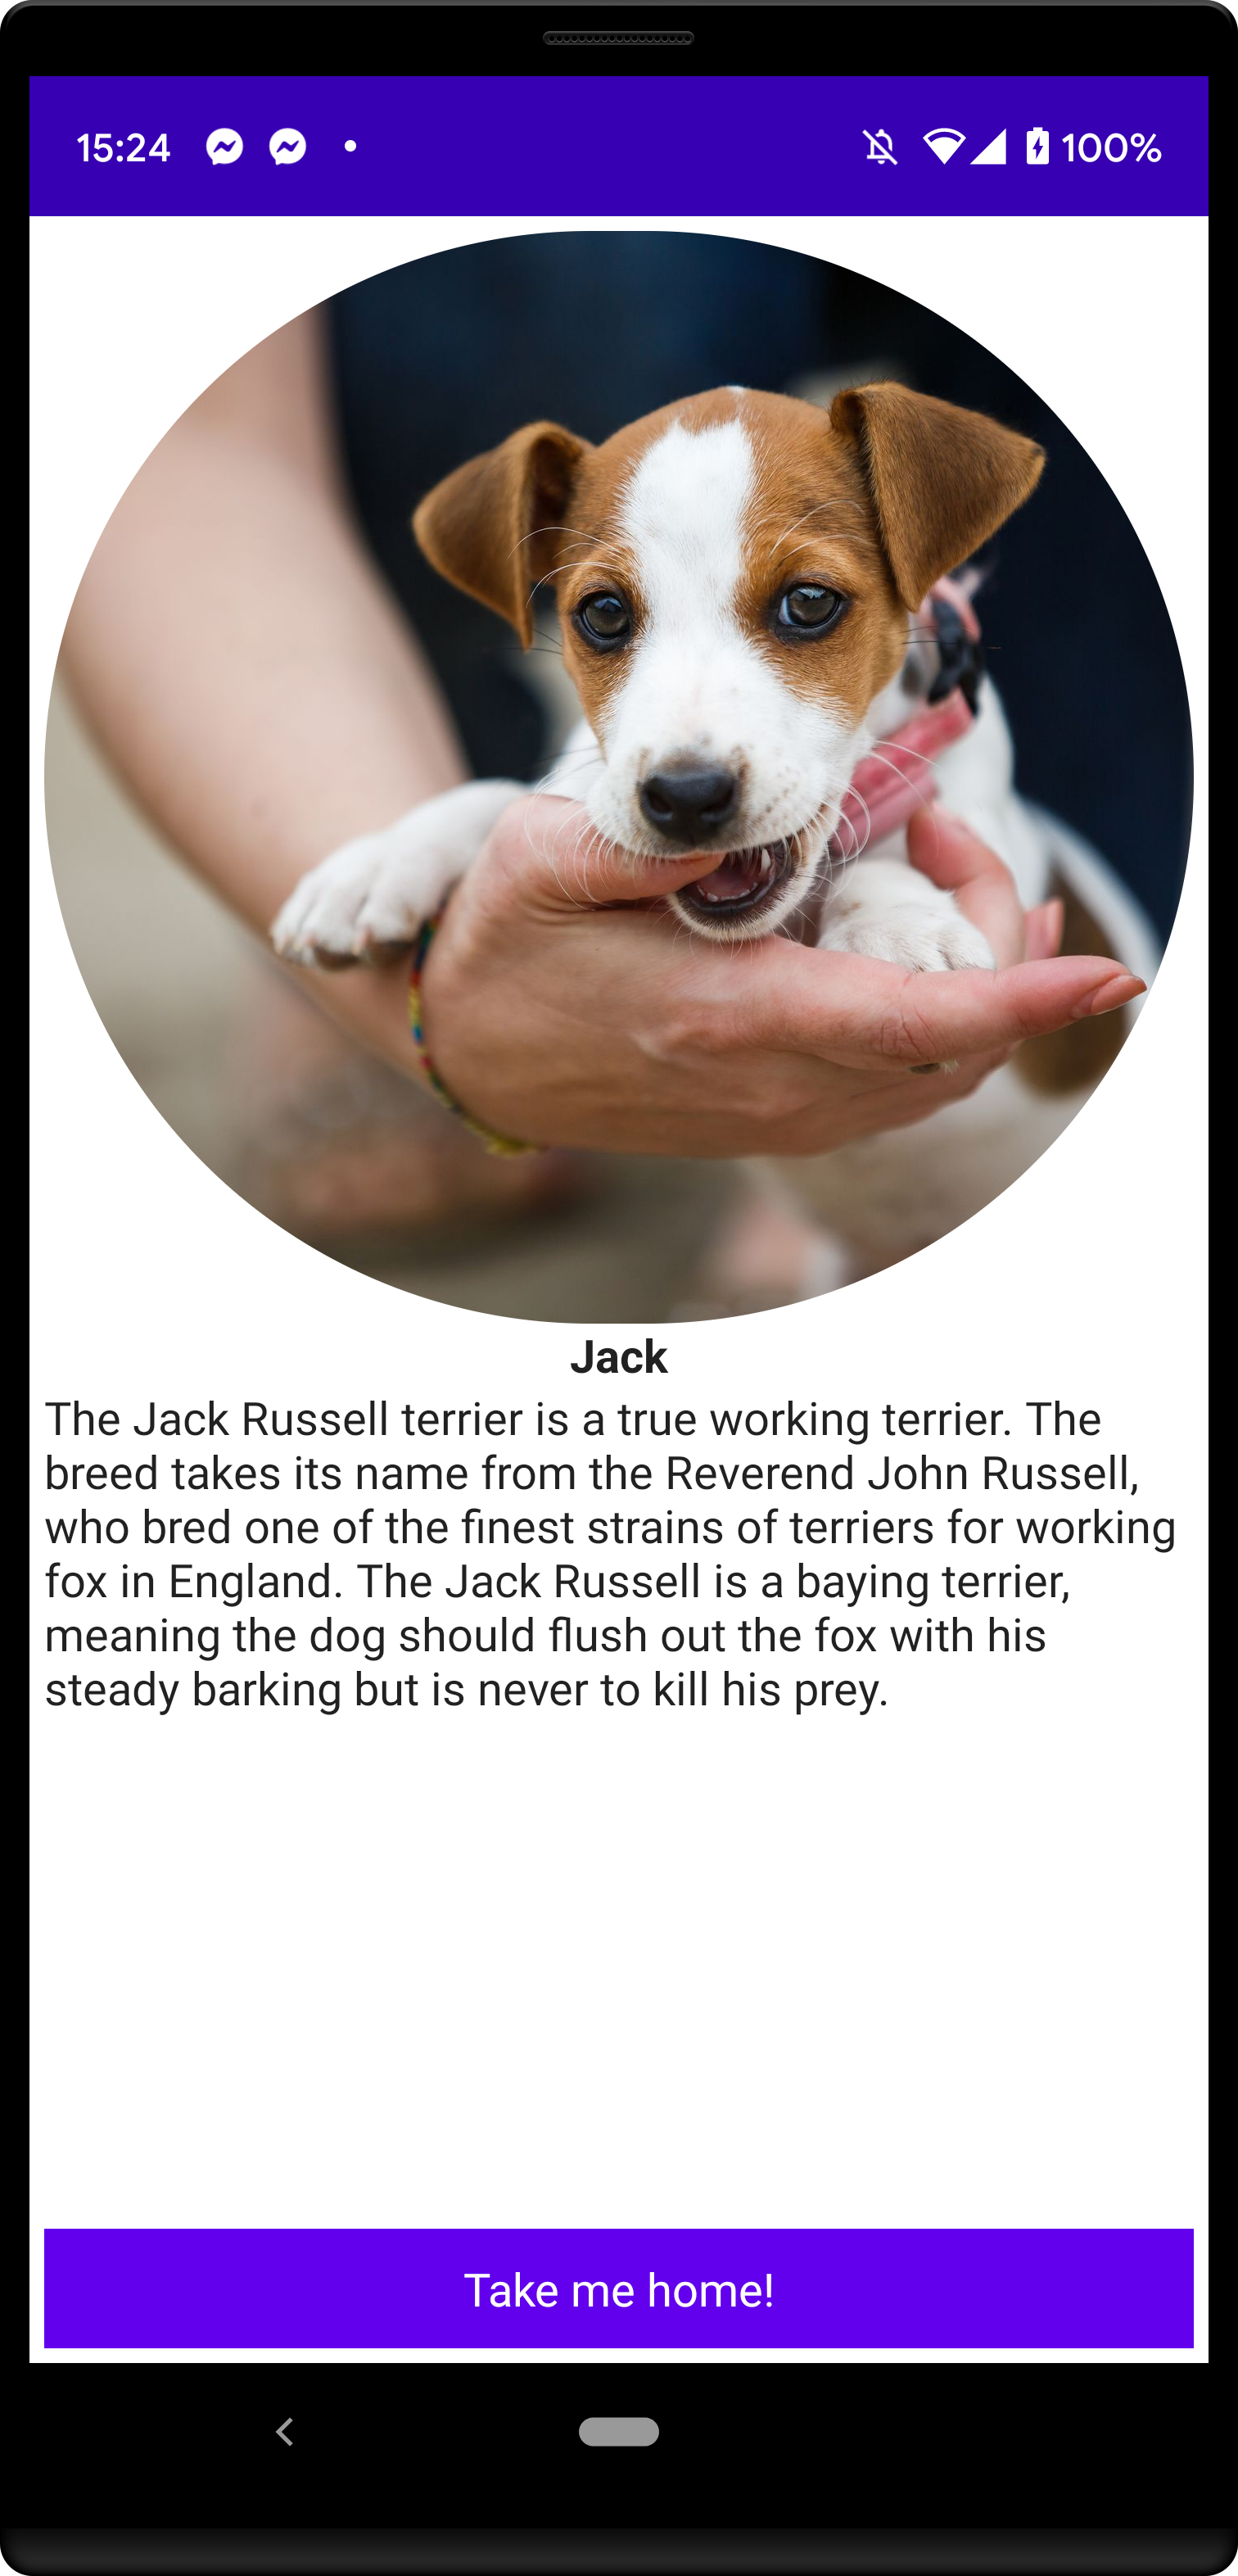 15:24
100%
Jack
The Jack Russell terrier is a true working terrier. The
breed takes its name from the Reverend John Russell,
who bred one of the finest strains of terriers for working
fox in England. The Jack Russell is a baying terrier,
meaning the dog should flush out the fox with his
steady barking but is never to kill his prey.
Take me home!